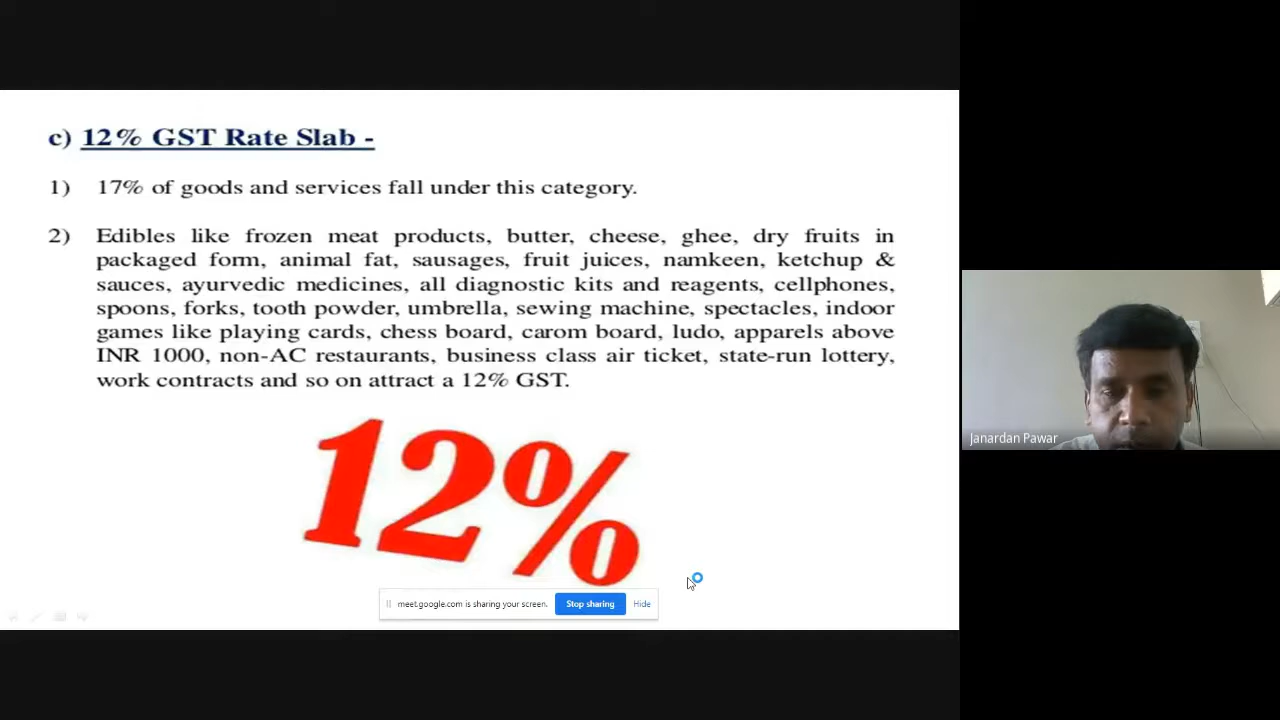 c) 12% GST Rate Slab -
1) 17% of goods and services fall under this category.
2) Edibles like frozen meat products, butter, cheese, ghee, dry fruits in
packaged form, animal fat, sausages, fruit juices, namkeen, ketchup &
sauces, ayurvedic medicines, all diagnostic kits and reagents, cellphones,
spoons, forks, tooth powder, umbrella, sewing machine, spectacles, indoor
games like playing cards, chess board, carom board, ludo, apparels above
INR 1000, non-AC restaurants, business class air ticket, state-run lottery,
work contracts and so on attract a 12% GST.
12%
meet.google.com is sharing your screen.
Stop sharing
Hide
Janardan Pawar